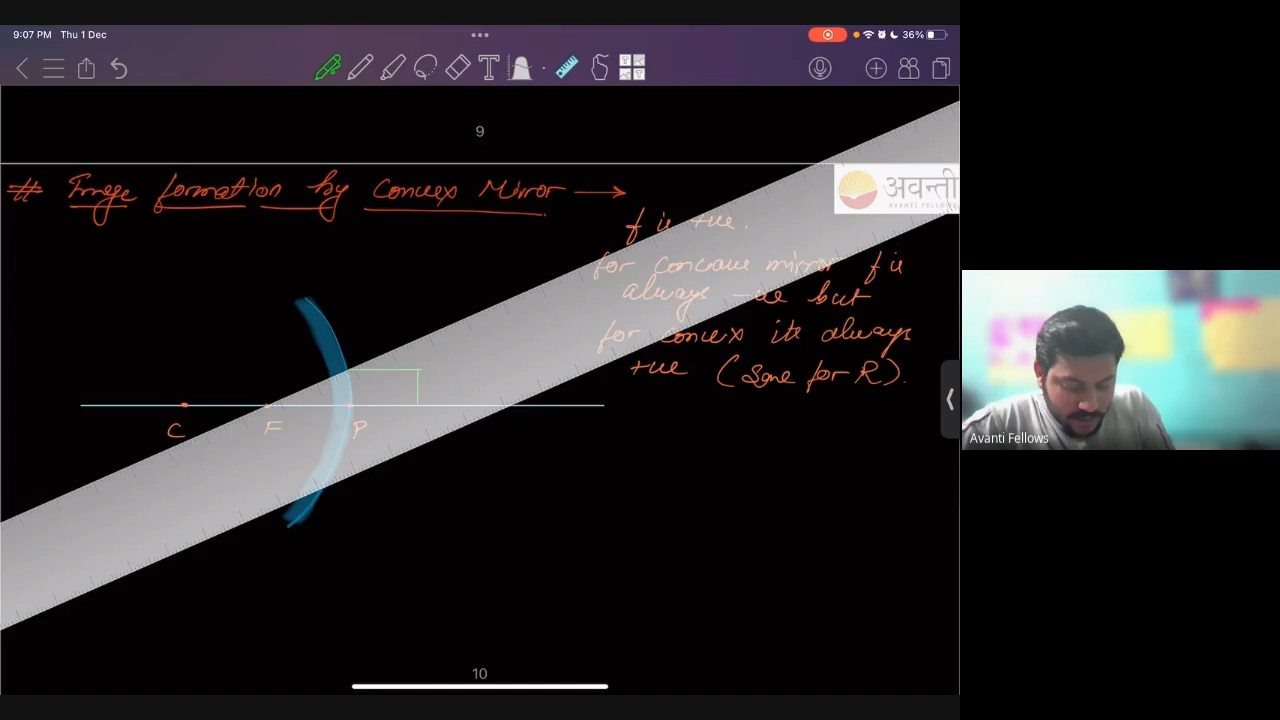 9:07 PM Thu 1 Dec
36%
9
# Image formation by Convex Mirror →
अवन्ती
AVANTI FELLOWS
f is +ve.
for concave mirror f is
always -ve but
for convex its always
+ve (Same for R).
C F P
Avanti Fellows
10